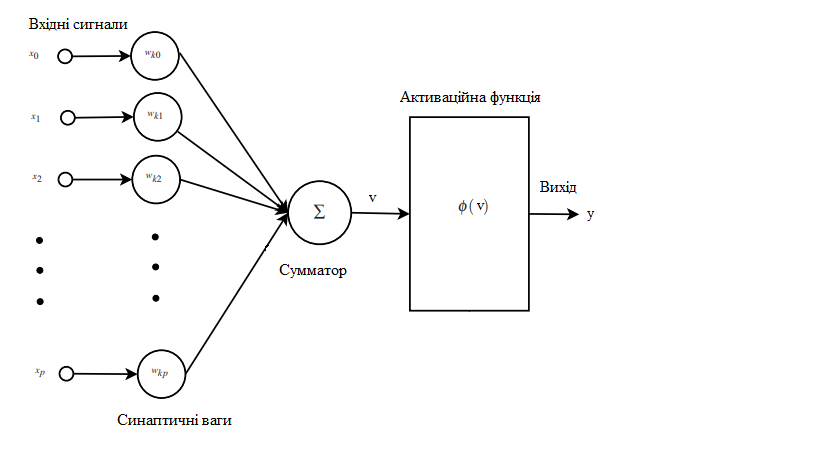 Вхідні сигнали
x0 wk0
x1 wk1
Активаційна функція
x2 wk2
Σ v ϕ( v) Вихід y
Сумматор
xp wkp
Синаптичні ваги